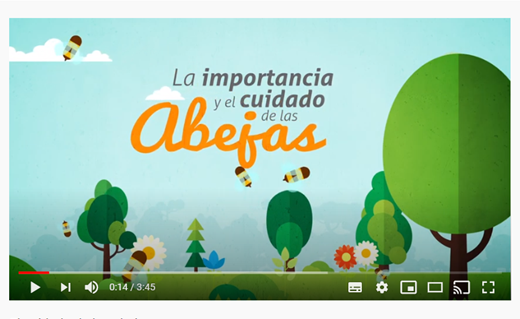 La importancia
y el cuidado
de las
Abejas
0:14 / 3:45